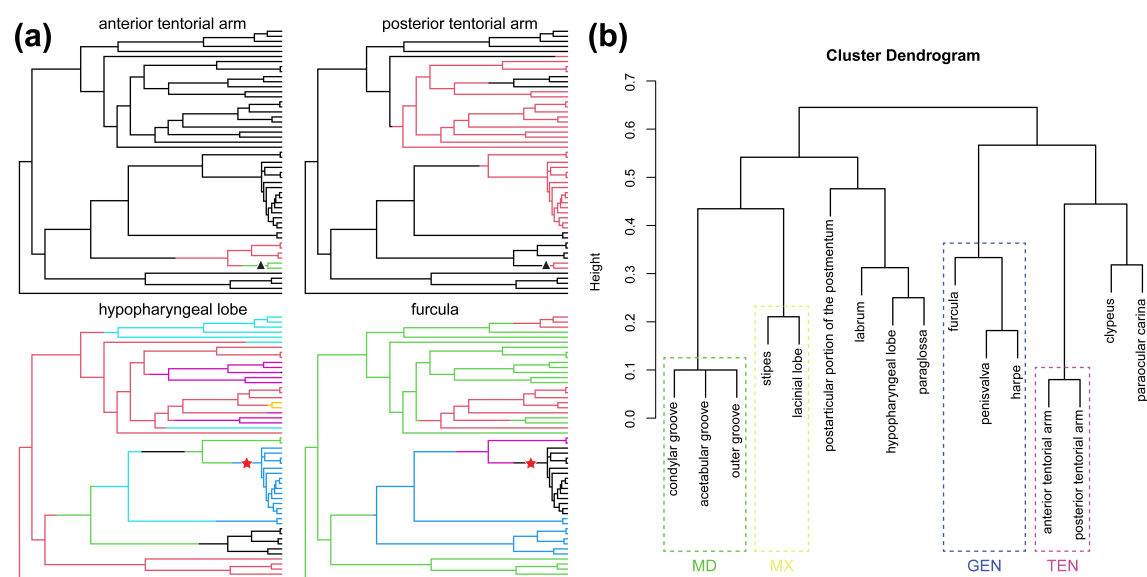 (a)
anterior tentorial arm
posterior tentorial arm
hypopharyngeal lobe
furcula
(b)
Cluster Dendrogram
Height
0.7
0.6
0.5
0.4
0.3
0.2
0.1
0.0
condylar groove
acetabular groove
outer groove
stipes
lacinial lobe
postarticular portion of the postmentum
labrum
hypopharyngeal lobe
paraglossa
furcula
penisvalva
harpe
anterior tentorial arm
posterior tentorial arm
clypeus
paraocular carina
MD
MX
GEN
TEN